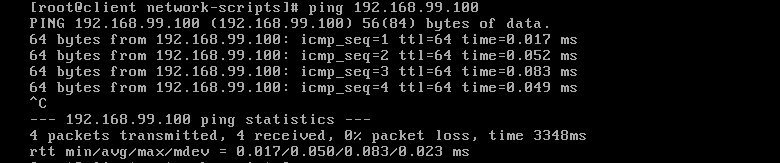 [root@client network-scripts]# ping 192.168.99.100
PING 192.168.99.100 (192.168.99.100) 56(84) bytes of data.
64 bytes from 192.168.99.100: icmp_seq=1 ttl=64 time=0.017 ms
64 bytes from 192.168.99.100: icmp_seq=2 ttl=64 time=0.052 ms
64 bytes from 192.168.99.100: icmp_seq=3 ttl=64 time=0.083 ms
64 bytes from 192.168.99.100: icmp_seq=4 ttl=64 time=0.049 ms
^C
--- 192.168.99.100 ping statistics ---
4 packets transmitted, 4 received, 0% packet loss, time 3348ms
rtt min/avg/max/mdev = 0.017/0.050/0.083/0.023 ms